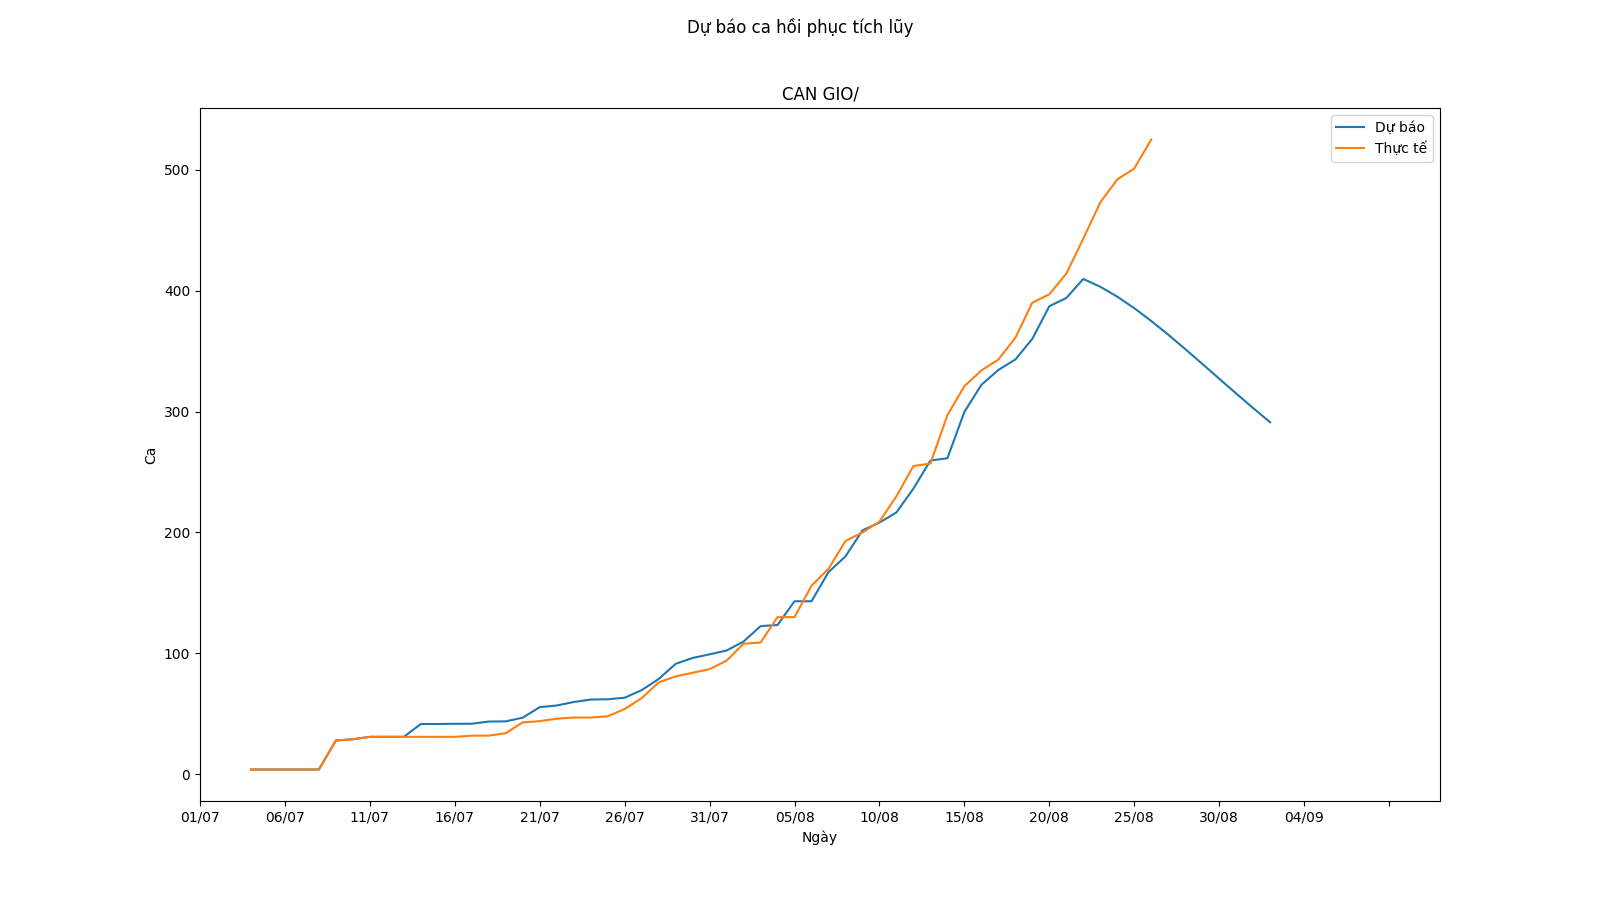 Dự báo ca hồi phục tích lũy
CAN GIO/
Dự báo
Thực tế
500
400
300
200
100
0
Ca
01/07 06/07 11/07 16/07 21/07 26/07 31/07 05/08 10/08 15/08 20/08 25/08 30/08 04/09
Ngày